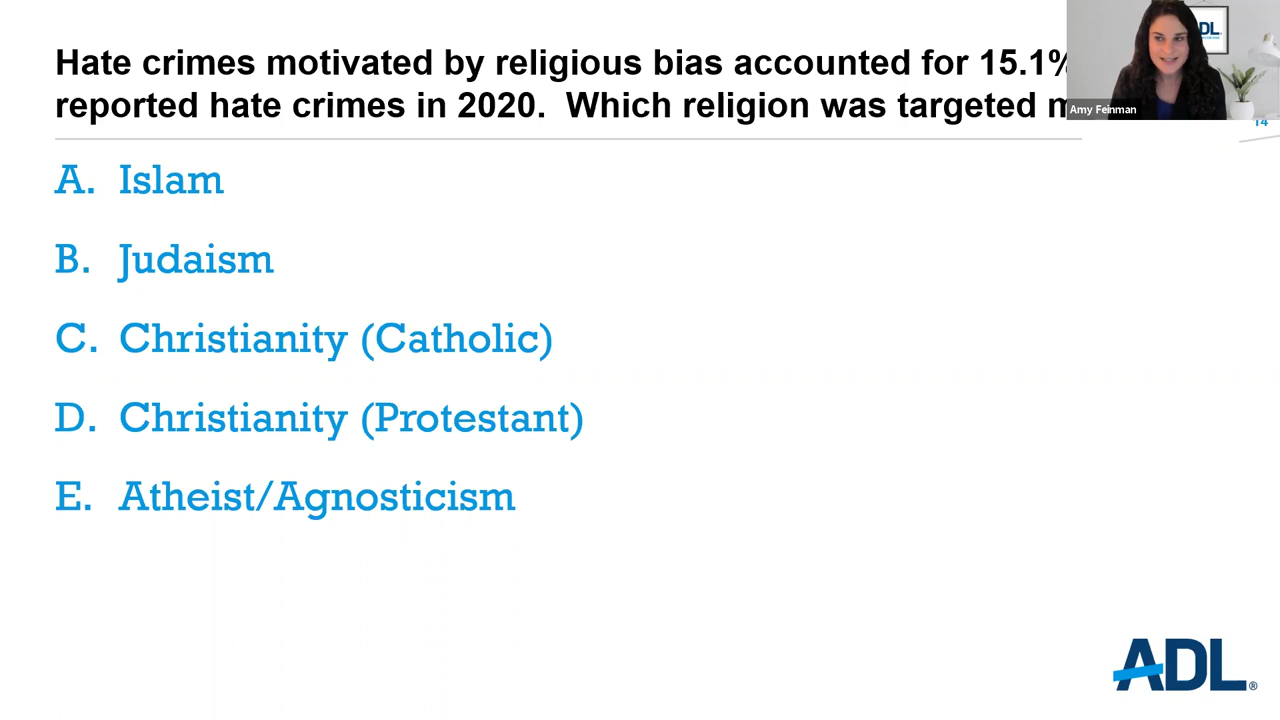 Hate crimes motivated by religious bias accounted for 15.1%
reported hate crimes in 2020. Which religion was targeted
A. Islam
B. Judaism
C. Christianity (Catholic)
D. Christianity (Protestant)
E. Atheist/Agnosticism
Amy Feinman
14
ADL®